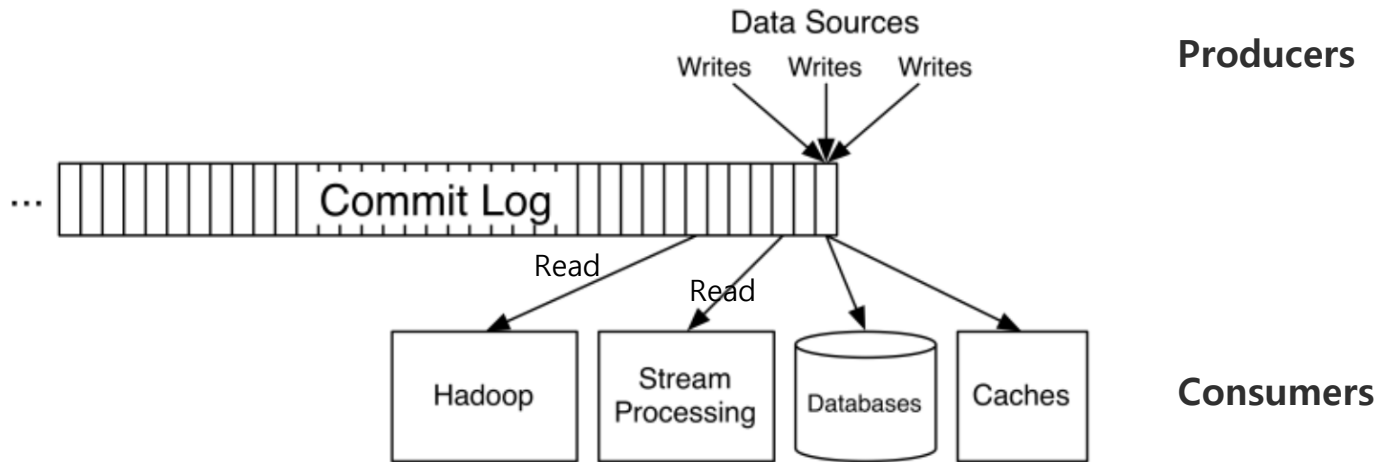 Data Sources
Producers
Writes Writes Writes
...
Commit Log
Read
Read
Hadoop
Stream
Processing
Databases
Caches
Consumers